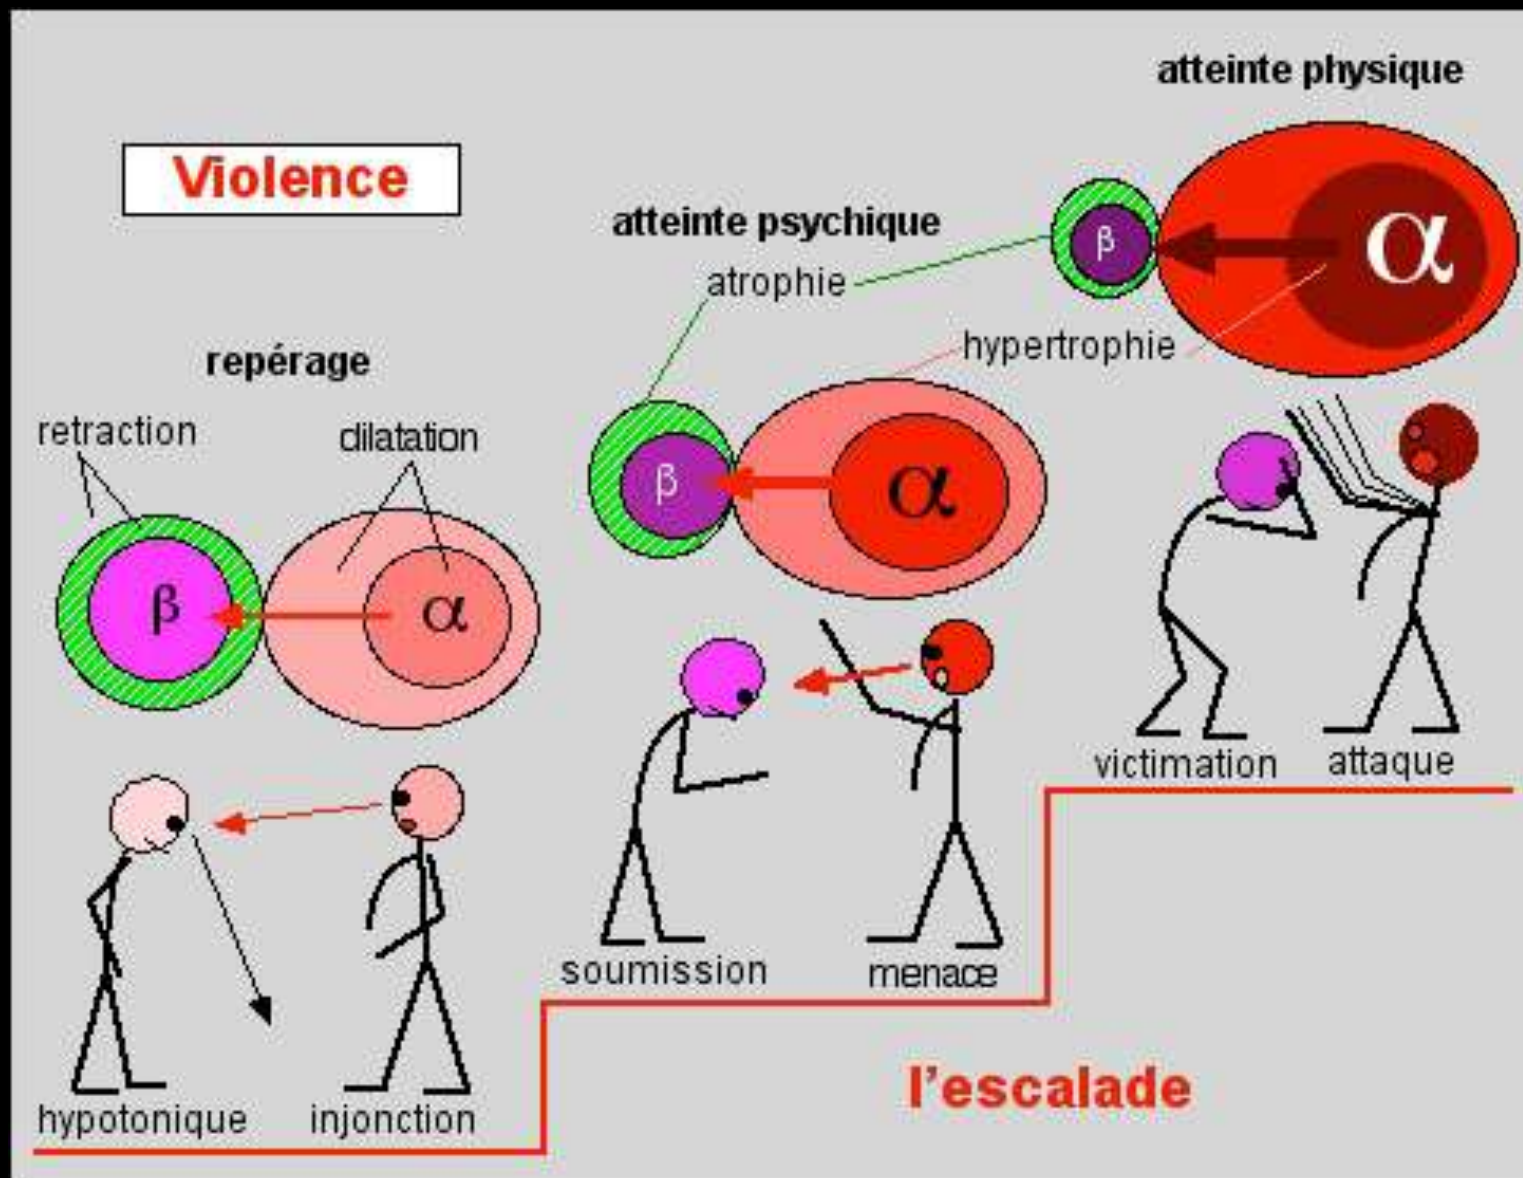 Violence
atteinte physique
α
β
atteinte psychique
atrophie
hypertrophie
β
α
repérage
retraction
dilatation
β
α
victimation
attaque
soumission
menace
hypotonique
injonction
l'escalade